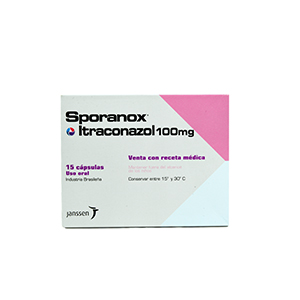 Sporanox
Itraconazol 100mg
15 cápsulas
Uso oral
Industria Brasileña
Venta con receta médica
Conservar entre 15° y 30° C
janssen